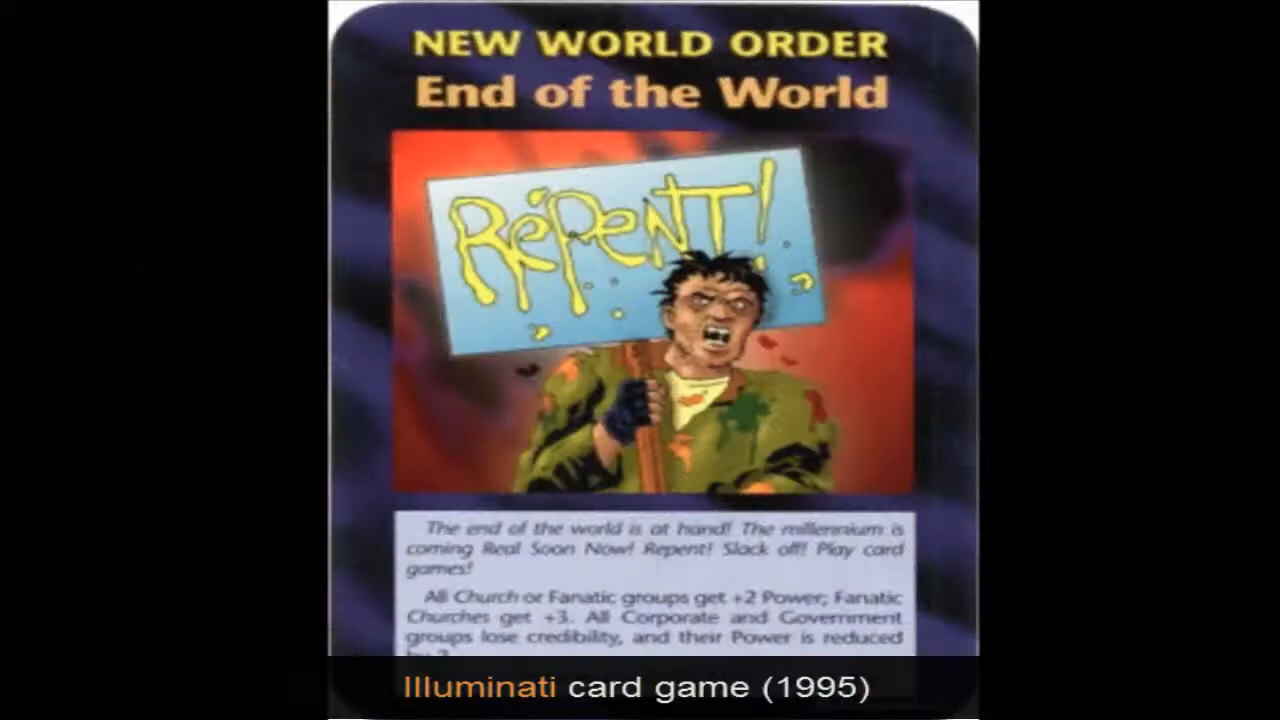 NEW WORLD ORDER
End of the World
RéPeNT!
The end of the world is at hand! The millennium is
coming Real Soon Now! Repent! Slack off! Play card
games!
All Church or Fanatic groups get +2 Power; Fanatic
Churches get +3. All Corporate and Government
groups lose credibility, and their Power is reduced
Illuminati card game (1995)